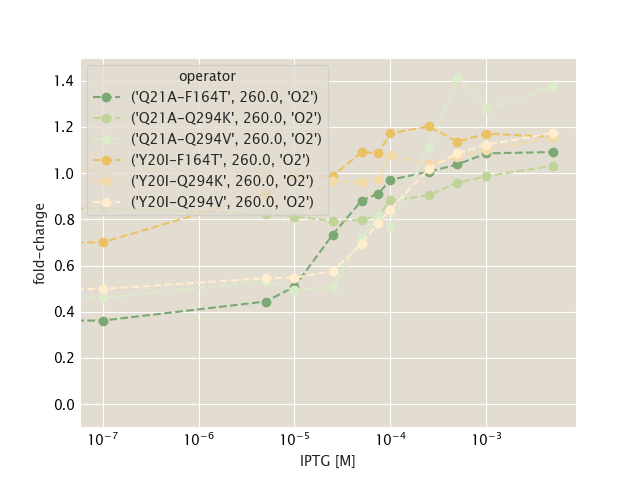 operator
('Q21A-F164T', 260.0, 'O2')
('Q21A-Q294K', 260.0, 'O2')
('Q21A-Q294V', 260.0, 'O2')
('Y20I-F164T', 260.0, 'O2')
('Y20I-Q294K', 260.0, 'O2')
('Y20I-Q294V', 260.0, 'O2')
fold-change
1.4
1.2
1.0
0.8
0.6
0.4
0.2
0.0
10⁻⁷ 10⁻⁶ 10⁻⁵ 10⁻⁴ 10⁻³
IPTG [M]